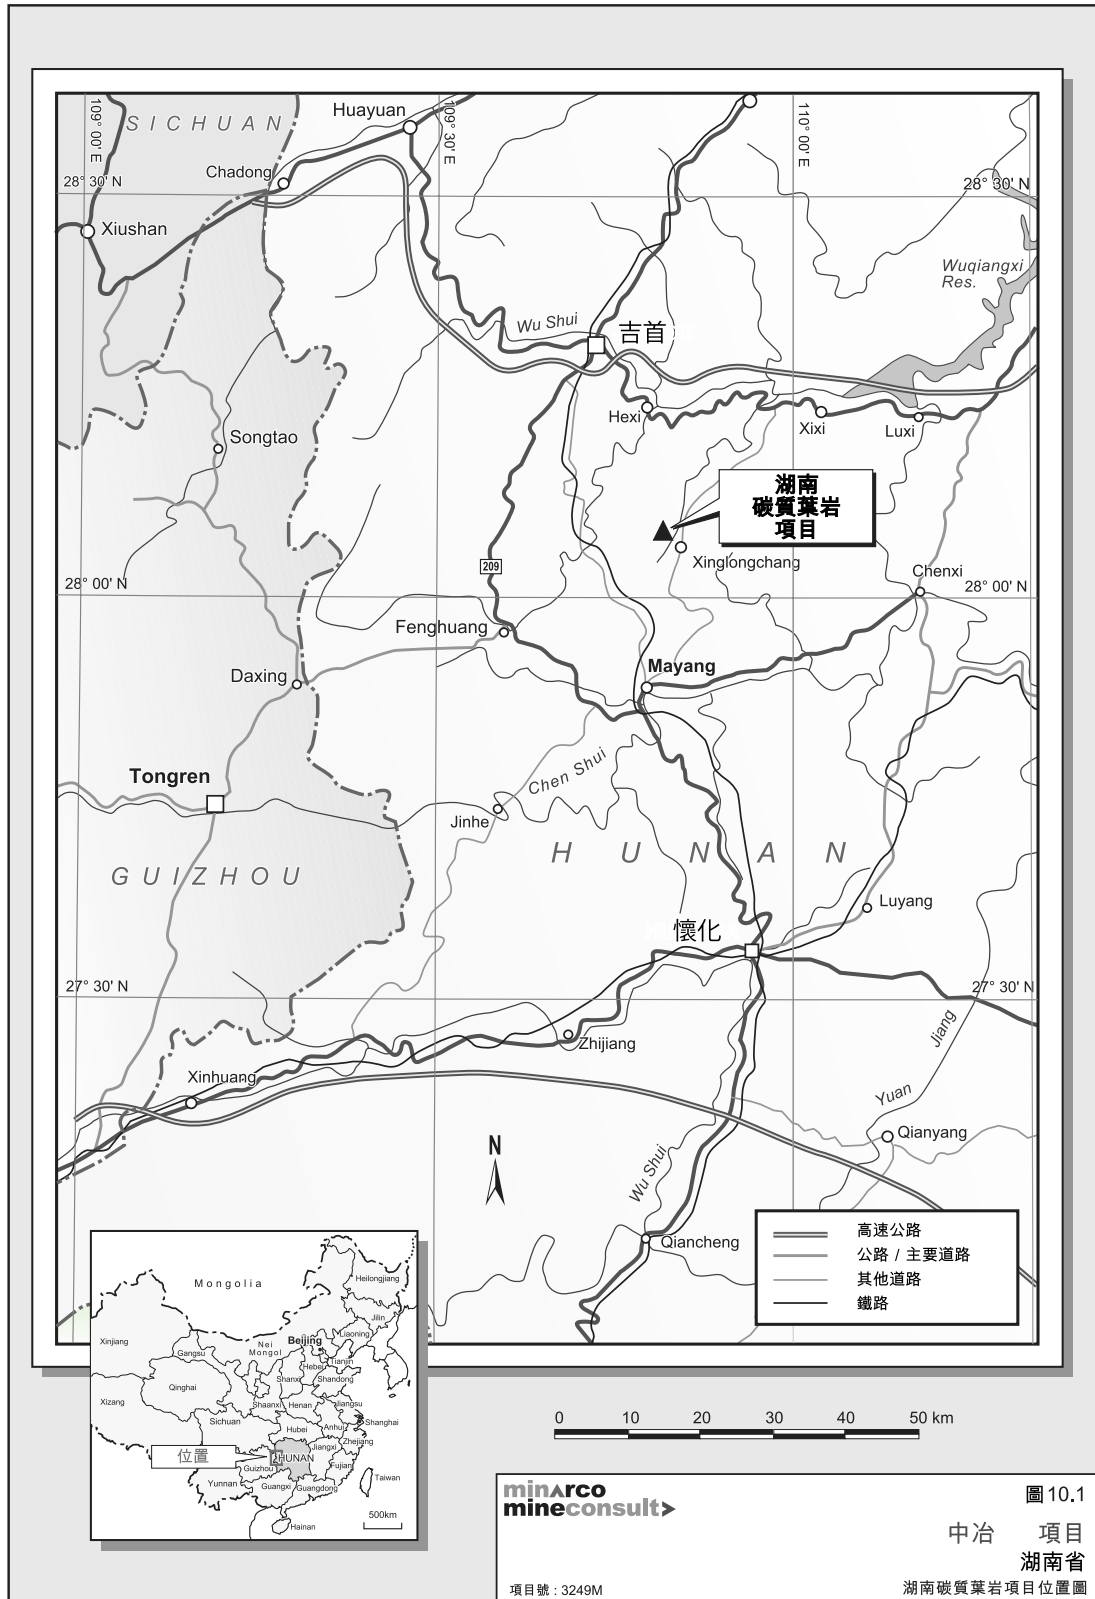 109° 00' E
109° 30' E
110° 00' E
SICHUAN
Huayuan
Chadong
28° 30' N
28° 30' N
Xiushan
Wuqiangxi
Res.
Wu Shui
吉首
Hexi
Xixi
Luxi
Songtao
湖南
碳質葉岩
項目
209
Xinglongchang
Chenxi
28° 00' N
28° 00' N
Fenghuang
Mayang
Daxing
Tongren
Chen Shui
Jinhe
HUNAN
GUIZHOU
Luyang
懷化
27° 30' N
27° 30' N
Jiang
Zhijiang
Xinhuang
Yuan
Qianyang
N
Wu Shui
Qiancheng
高速公路
公路 / 主要道路
其他道路
鐵路
Mongolia
Heilongjiang
Jilin
Liaoning
Xinjiang
Nei
Mongol
Beijing
Gansu
Tianjin
Hebei
Shanxi
Shandong
Qinghai
Xizang
Shaanxi
Henan
Jiangsu
Sichuan
Shanghai
Hubei
Anhui
Zhejiang
位置
HUNAN
Jiangxi
Guizhou
Fujian
Yunnan
Guangxi
Guangdong
Taiwan
Hainan
500km
0 10 20 30 40 50 km
minarco
mineconsult
圖10.1
中冶 項目
湖南省
項目號 : 3249M
湖南碳質葉岩項目位置圖